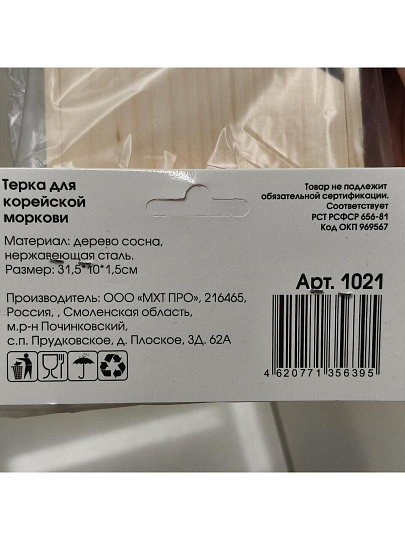 Терка для
корейской
моркови
Материал: дерево сосна,
нержавеющая сталь.
Размер: 31,5*10*1,5см
Производитель: ООО «МХТ ПРО», 216465,
Россия, , Смоленская область,
м.р-н Починковский,
с.п. Прудковское, д. Плоское, ЗД. 62А
Товар не подлежит
обязательной сертификации.
Соответствует
РСТ РСФСР 656-81
Код ОКП 969567
Арт. 1021
4 620771 356395